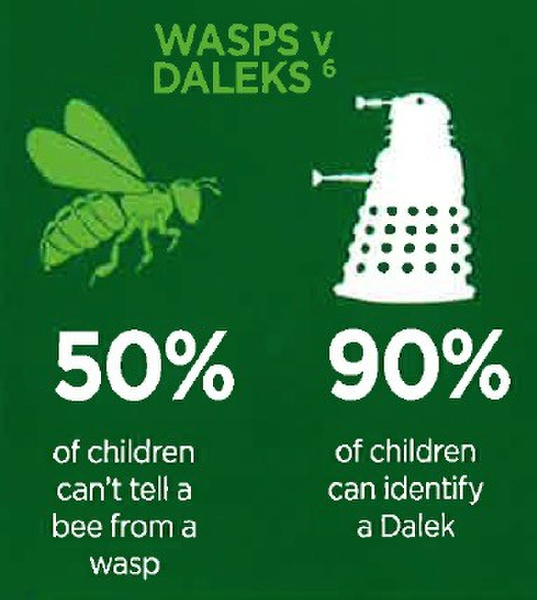 WASPS v
DALEKS 6
50%
of children
can't tell a
bee from a
wasp
90%
of children
can identify
a Dalek